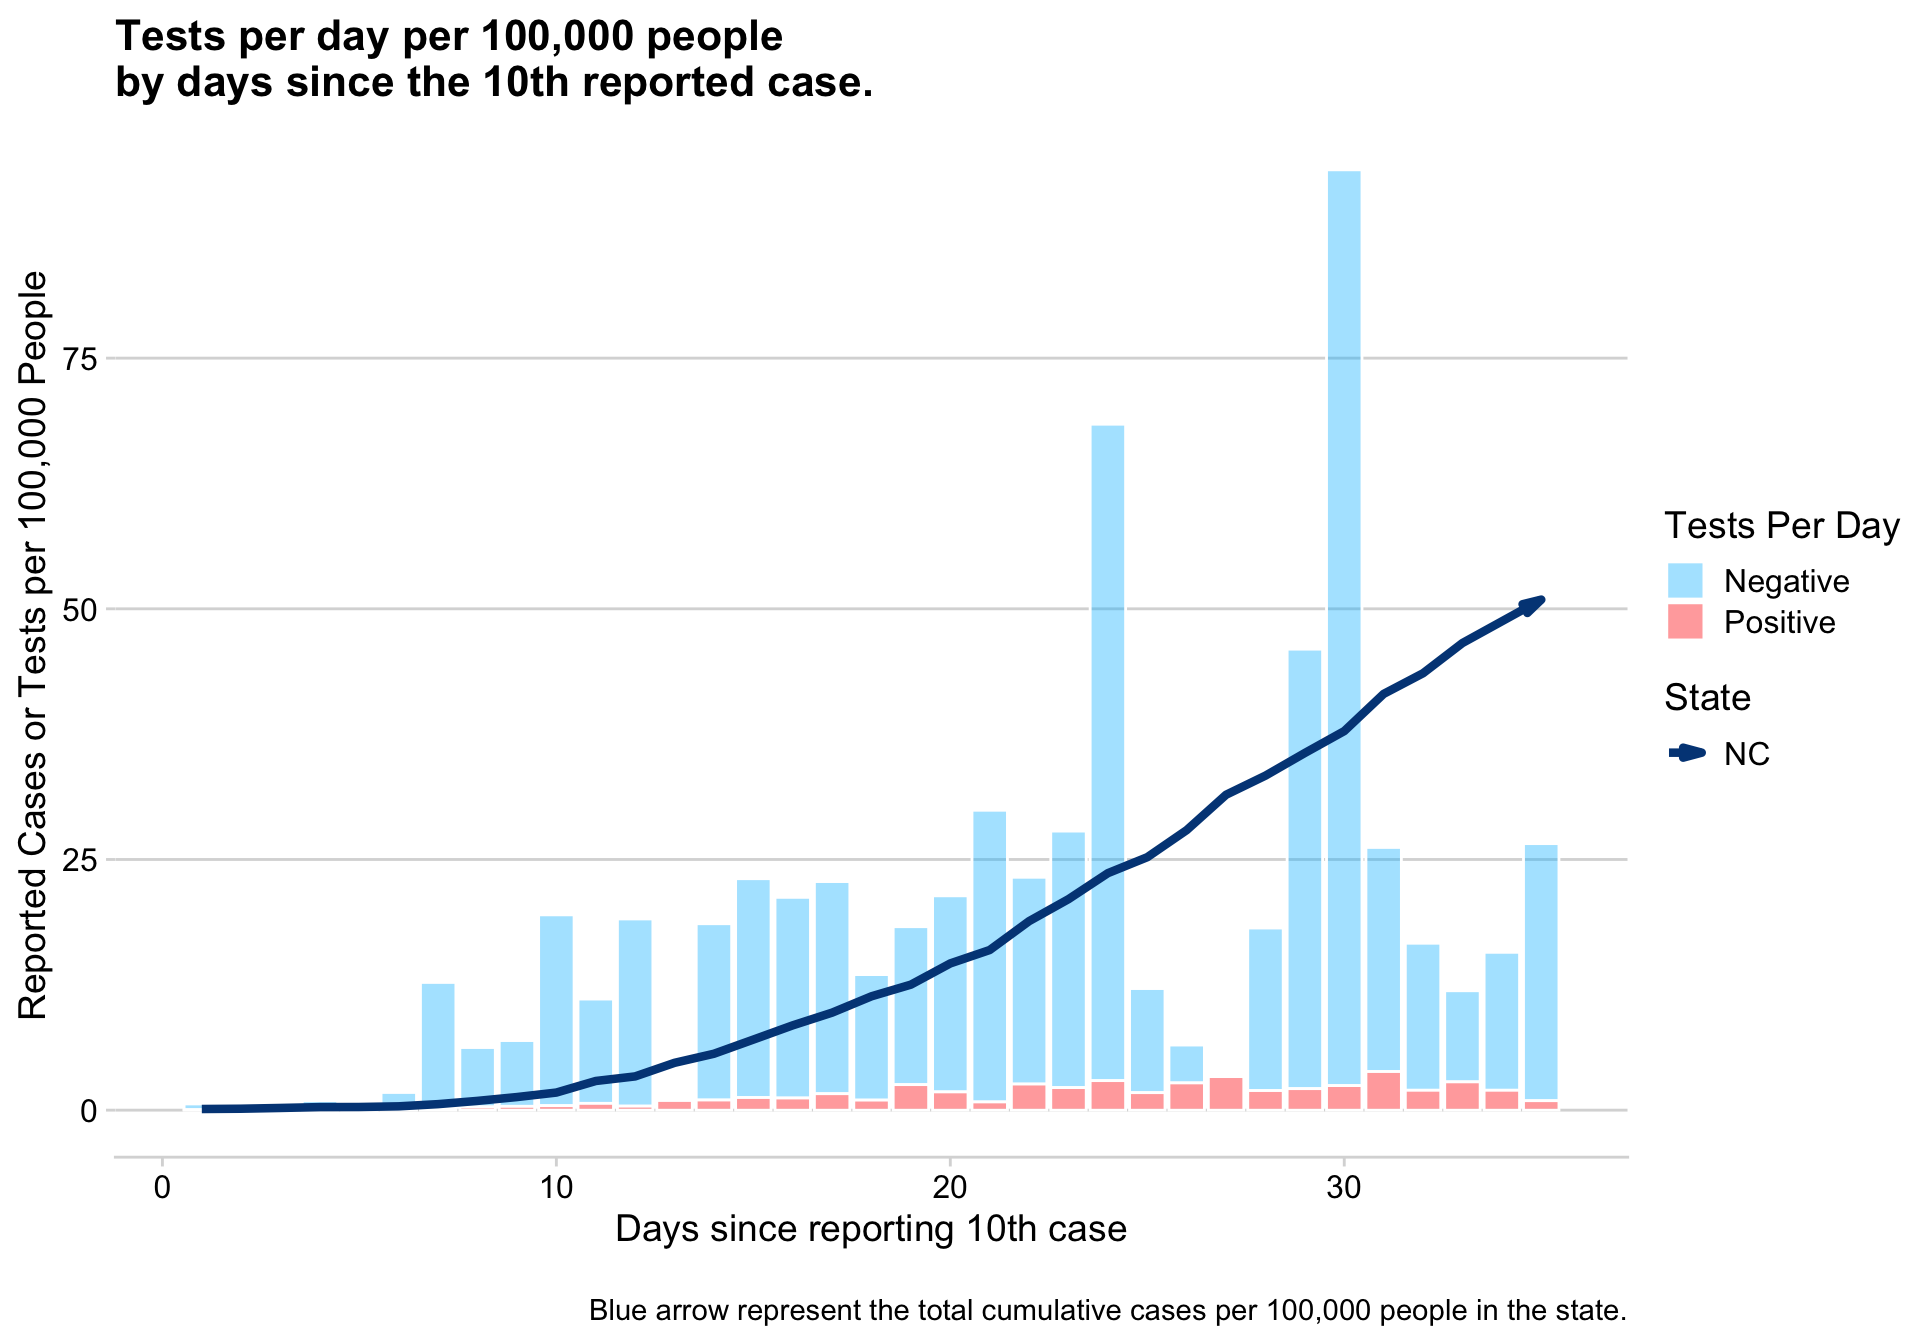 Tests per day per 100,000 people
by days since the 10th reported case.
Reported Cases or Tests per 100,000 People
75
50
25
0
0
10
20
30
Days since reporting 10th case
Tests Per Day
Negative
Positive
State
NC
Blue arrow represent the total cumulative cases per 100,000 people in the state.